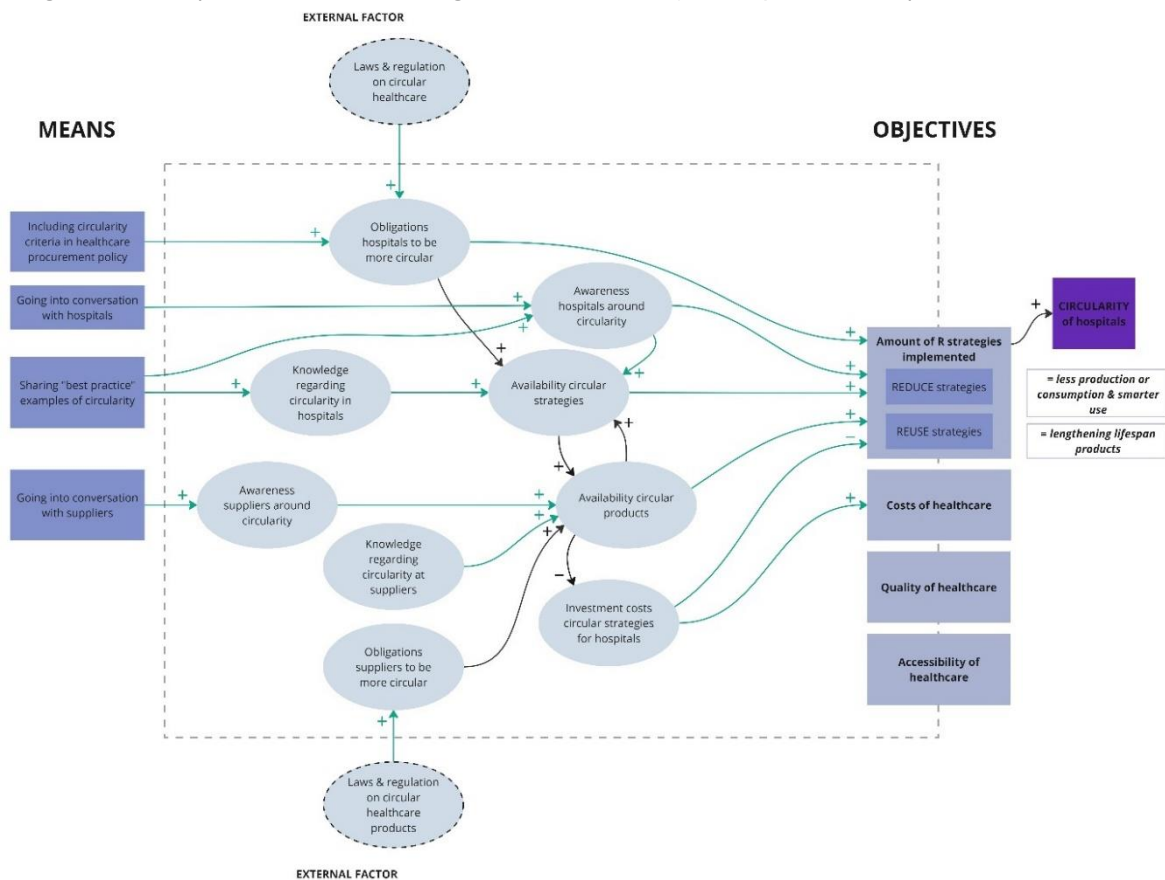 EXTERNAL FACTOR
Laws & regulation
on circular
healthcare
MEANS
OBJECTIVES
+
Including circularity
criteria in healthcare
procurement policy
+
Obligations
hospitals to be
more circular
Going into conversation
with hospitals
+
+
Awareness
hospitals around
circularity
+
CIRCULARITY
of hospitals
+
Amount of R strategies
implemented
+
REDUCE strategies
+
+
REUSE strategies
−
= less production or
consumption & smarter
use
= lengthening lifespan
products
Sharing "best practice"
examples of circularity
+
Knowledge
regarding
circularity in
hospitals
+
+
+
Availability circular
strategies
+
+
Going into conversation
with suppliers
+
Awareness
suppliers around
circularity
+
+
+
Availability circular
products
+
Costs of healthcare
Knowledge
regarding
circularity at
suppliers
−
Investment costs
circular strategies
for hospitals
Quality of healthcare
Obligations
suppliers to be
more circular
Accessibility of
healthcare
+
Laws & regulation
on circular
healthcare
products
EXTERNAL FACTOR